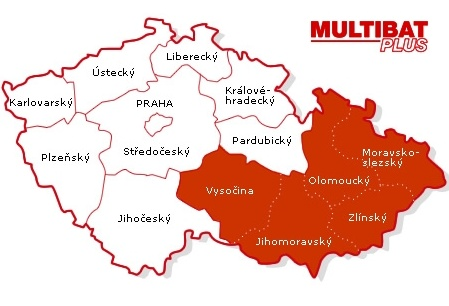 MULTIBAT
PLUS
Liberecký
Ústecký
Karlovarský
PRAHA
Králové-
hradecký
Plzeňský
Středočeský
Pardubický
Moravsko-
slezský
Vysočina
Olomoucký
Jihočeský
Zlínský
Jihomoravský